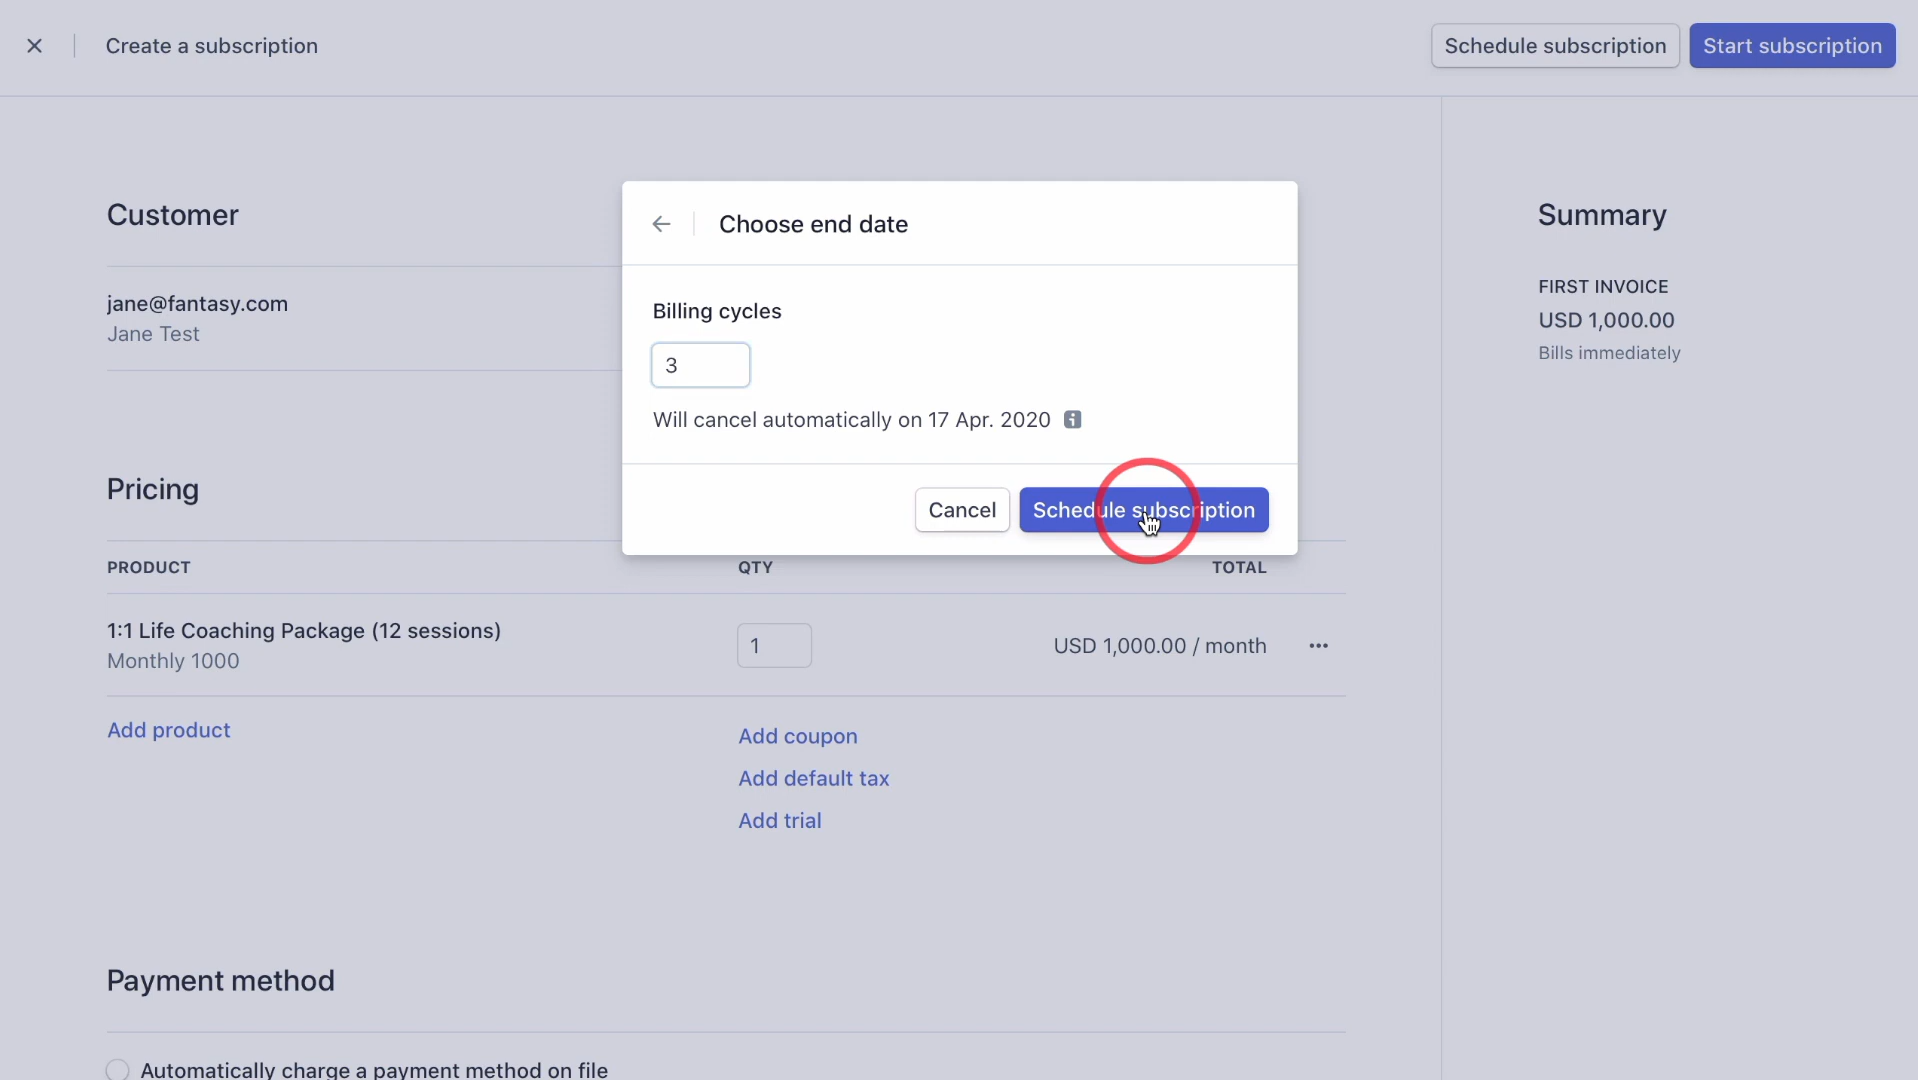 Create a subscription
Schedule subscription
Start subscription
Customer
jane@fantasy.com
Jane Test
Choose end date
Billing cycles
3
Will cancel automatically on 17 Apr. 2020
Cancel
Schedule subscription
Summary
FIRST INVOICE
USD 1,000.00
Bills immediately
Pricing
PRODUCT QTY TOTAL
1:1 Life Coaching Package (12 sessions)
Monthly 1000
1
USD 1,000.00 / month
Add product
Add coupon
Add default tax
Add trial
Payment method
Automatically charge a payment method on file